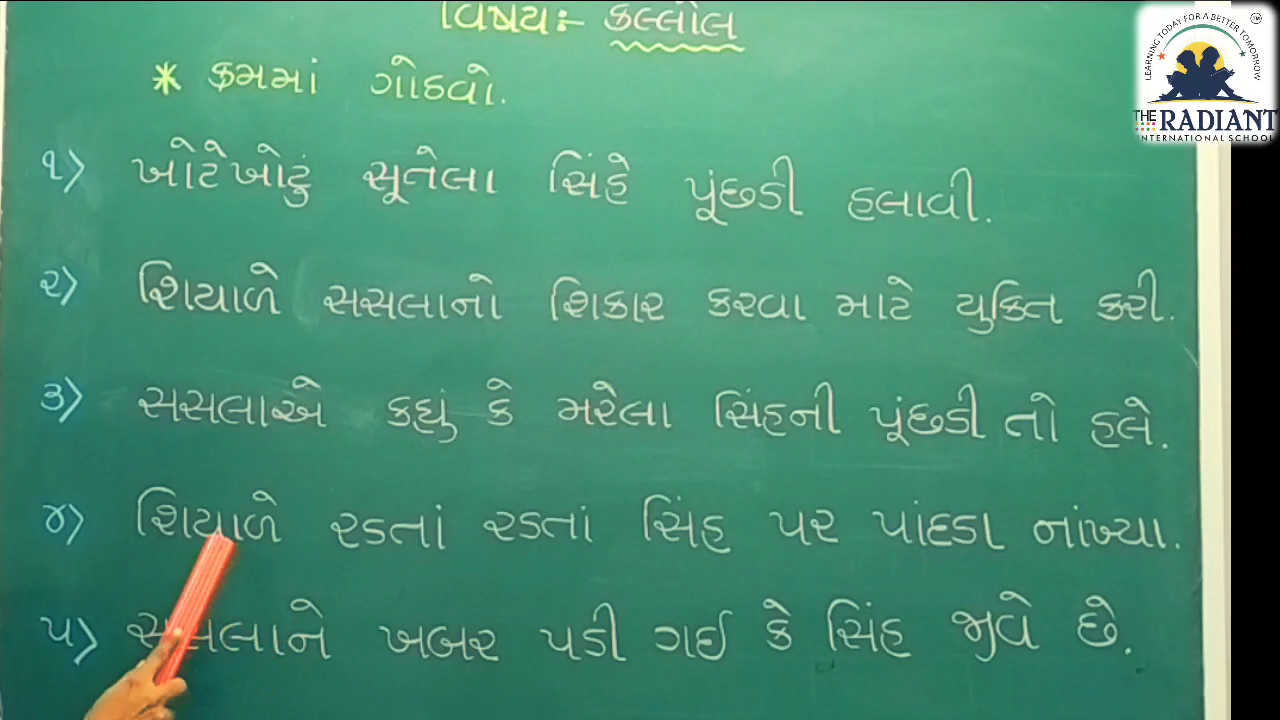 વિષય:- કલ્લોલ
* ક્રમમાં ગોઠવો.
૧) ખોટેખોટું સૂતેલા સિંહે પૂંછડી હલાવી.
૨) શિયાળે સસલાનો શિકાર કરવા માટે યુક્તિ કરી.
૩) સસલાએ કહ્યું કે મરેલા સિંહની પૂંછડી તો હલે.
૪) શિયાળે રડતાં રડતાં સિંહ પર પાંદડા નાંખ્યા.
૫) સસલાને ખબર પડી ગઈ કે સિંહ જીવે છે.
LEARNING TODAY FOR A BETTER TOMORROW
TM
THE RADIANT
INTERNATIONAL SCHOOL